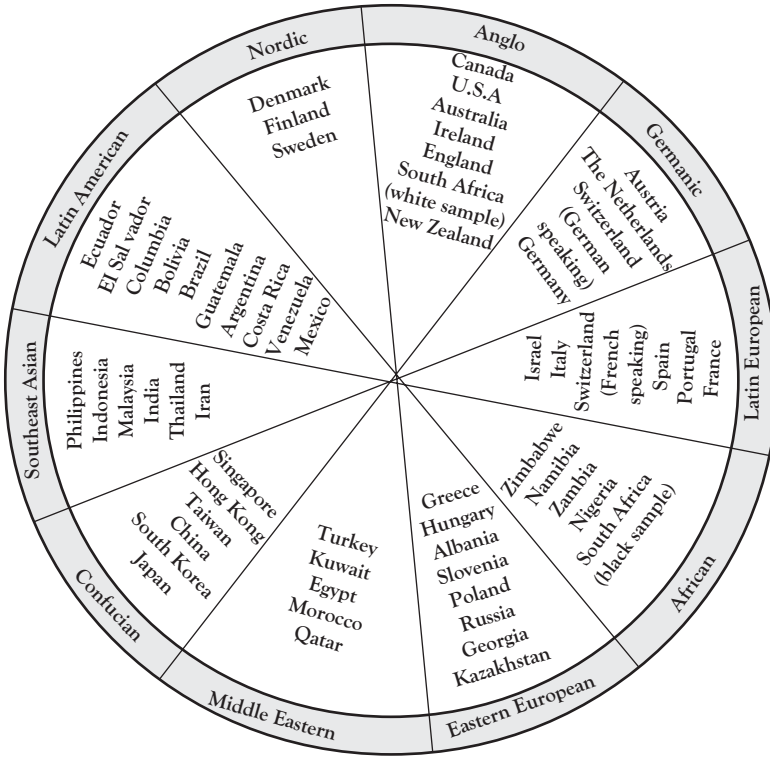 Anglo
Canada
U.S.A
Australia
Ireland
England
South Africa
(white sample)
New Zealand
Germanic
Austria
The Netherlands
Switzerland
(German
speaking)
Germany
Latin European
Israel
Italy
Switzerland
(French
speaking)
Spain
Portugal
France
African
Zimbabwe
Namibia
Zambia
Nigeria
South Africa
(black sample)
Eastern European
Greece
Hungary
Albania
Slovenia
Poland
Russia
Georgia
Kazakhstan
Middle Eastern
Turkey
Kuwait
Egypt
Morocco
Qatar
Confucian
Singapore
Hong Kong
Taiwan
China
South Korea
Japan
Southeast Asian
Philippines
Indonesia
Malaysia
India
Thailand
Iran
Latin American
Ecuador
El Sal vador
Columbia
Bolivia
Brazil
Guatemala
Argentina
Costa Rica
Venezuela
Mexico
Nordic
Denmark
Finland
Sweden